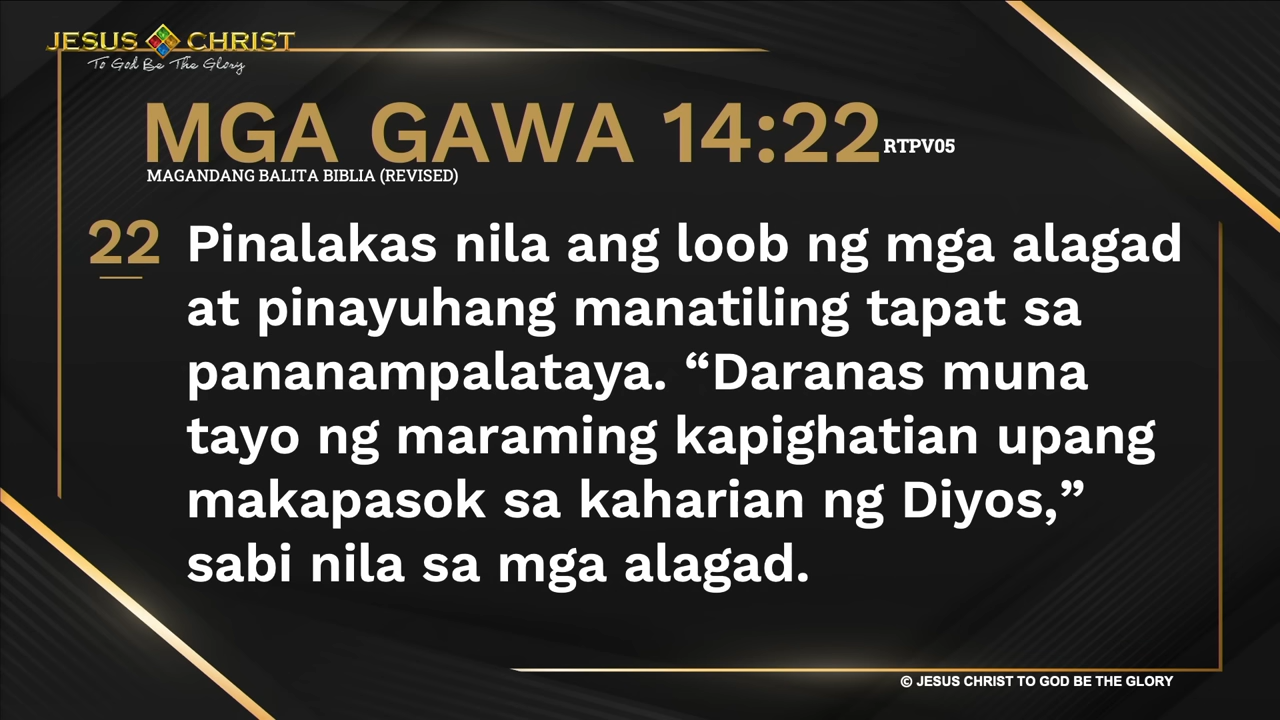 JESUS CHRIST
To God Be The Glory
MGA GAWA 14:22 RTPV05
MAGANDANG BALITA BIBLIA (REVISED)
22 Pinalakas nila ang loob ng mga alagad
at pinayuhang manatiling tapat sa
pananampalataya. “Daranas muna
tayo ng maraming kapighatian upang
makapasok sa kaharian ng Diyos,”
sabi nila sa mga alagad.
© JESUS CHRIST TO GOD BE THE GLORY